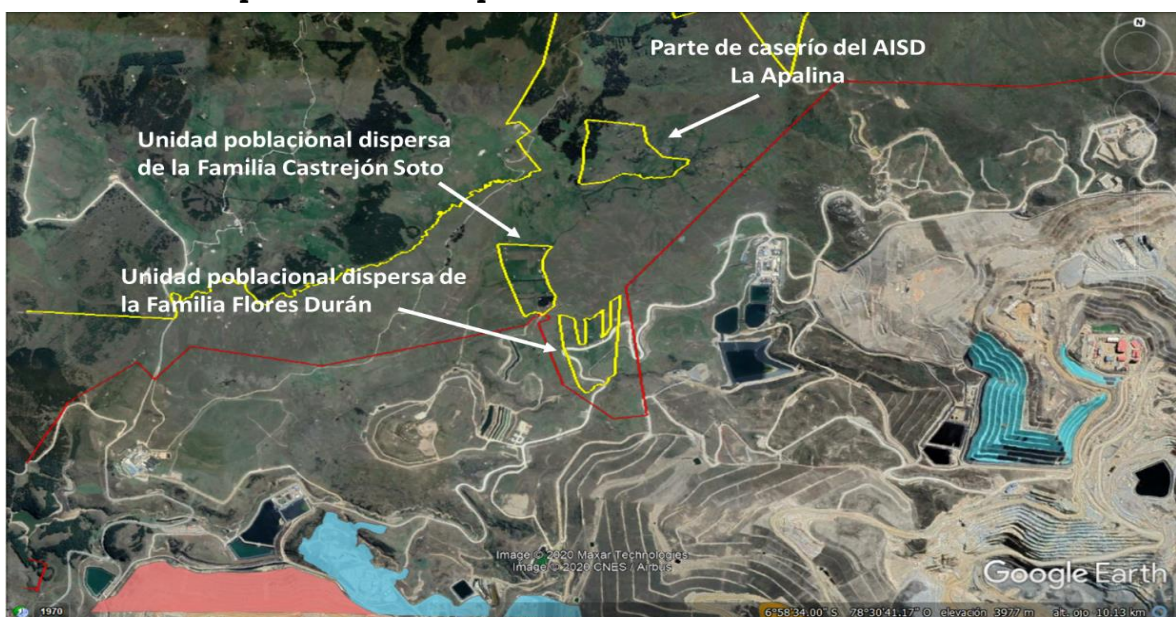 Parte de caserío del AISD
La Apalina
Unidad poblacional dispersa
de la Familia Castrejón Soto
Unidad poblacional dispersa de
la Familia Flores Durán
N
Image © 2020 Maxar Technologies
Image © 2020 CNES / Airbus
Google Earth
1970
6°58'34.00" S 78°30'41.17" O elevación 3977 m alt. ojo 10.13 km